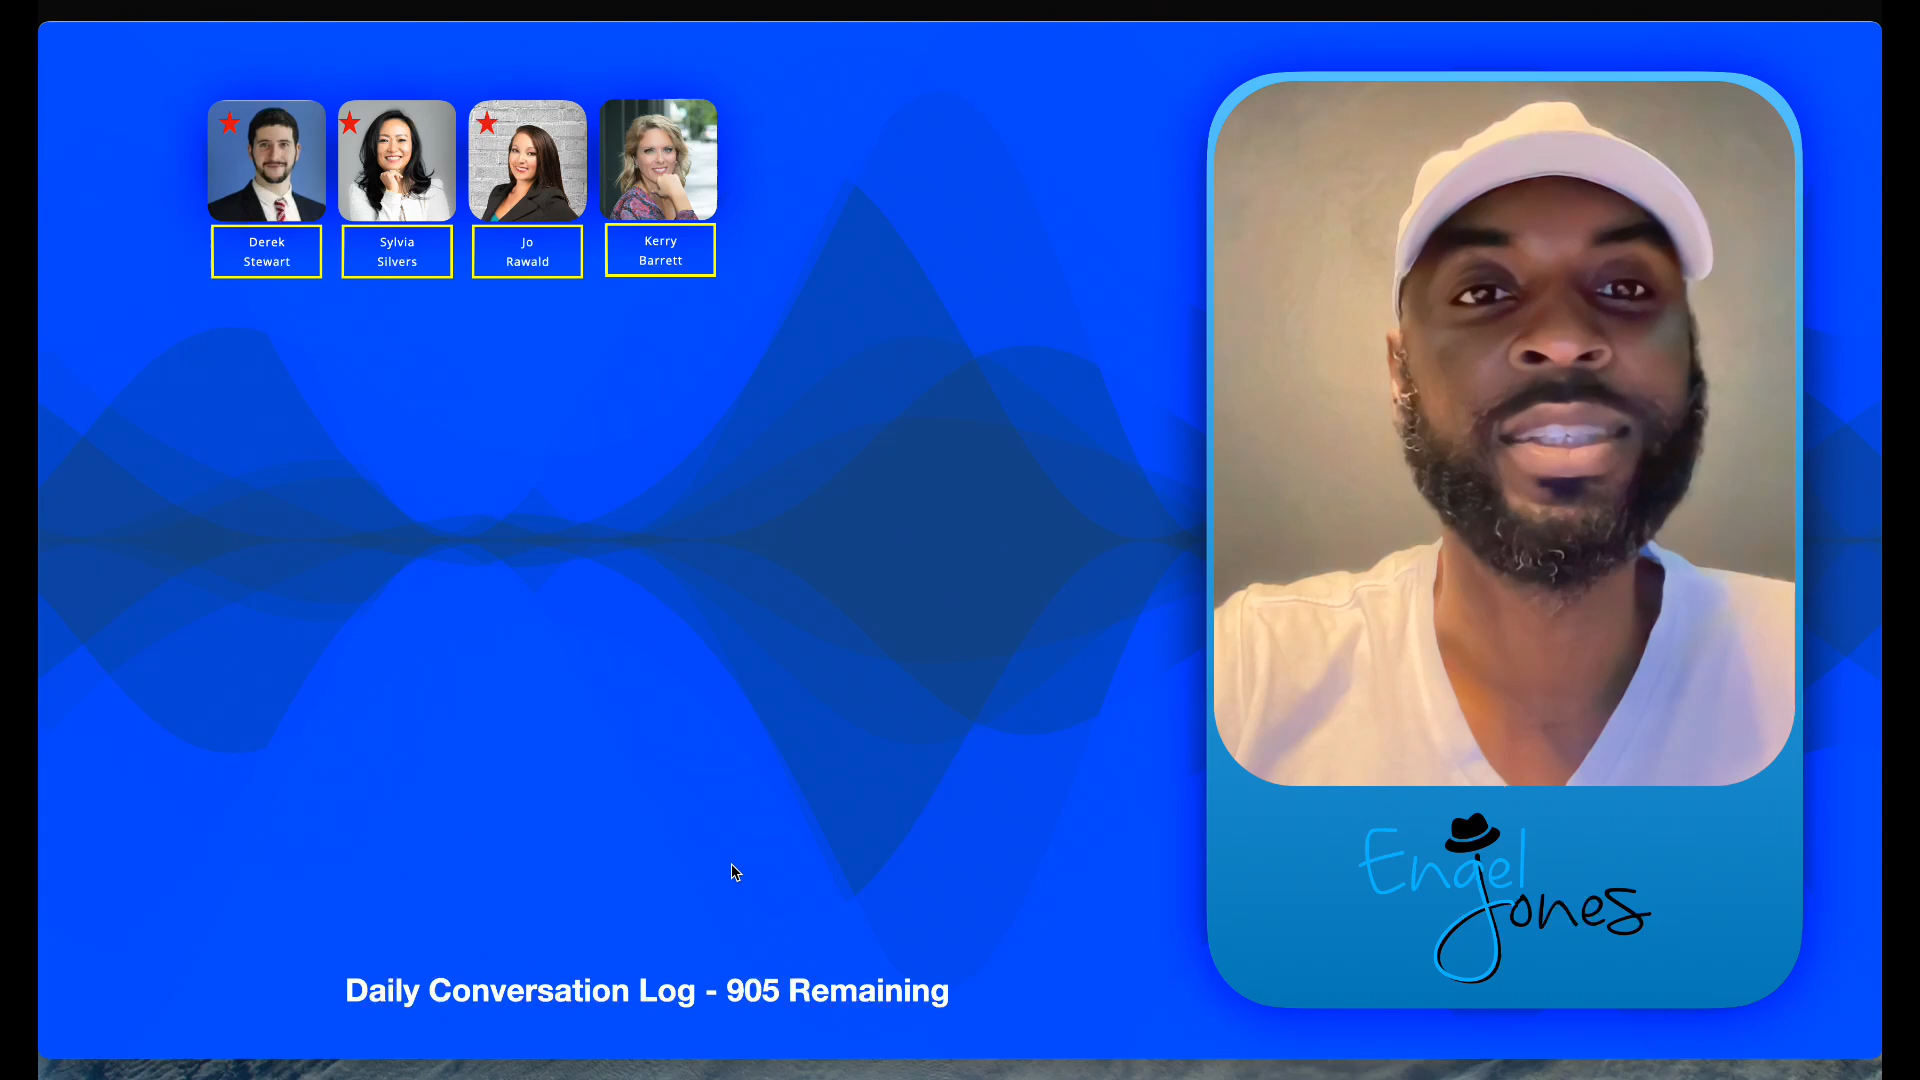 Derek
Stewart
Sylvia
Silvers
Jo
Rawald
Kerry
Barrett
Engel
Jones
Daily Conversation Log - 905 Remaining